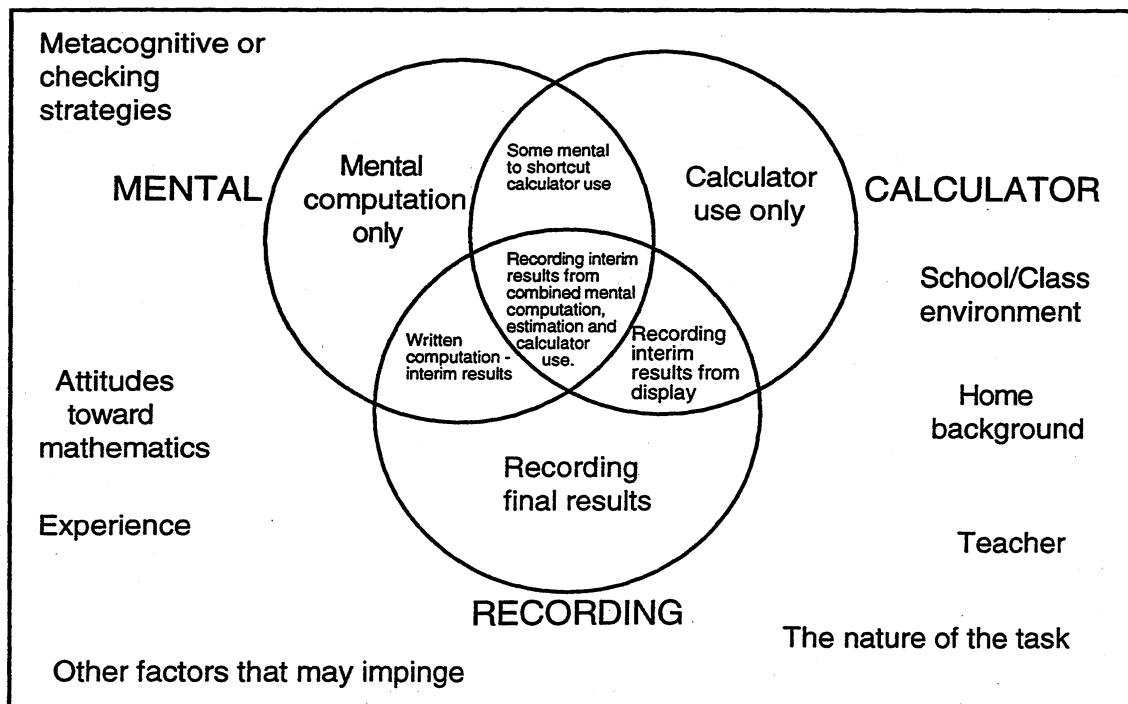 Metacognitive or
checking
strategies
MENTAL
Mental
computation
only
Some mental
to shortcut
calculator use
Calculator
use only
CALCULATOR
Recording interim
results from
combined mental
computation,
estimation and
calculator
use.
Written
computation -
interim results
Recording
interim
results from
display
School/Class
environment
Attitudes
toward
mathematics
Home
background
Recording
final results
Experience
Teacher
RECORDING
The nature of the task
Other factors that may impinge